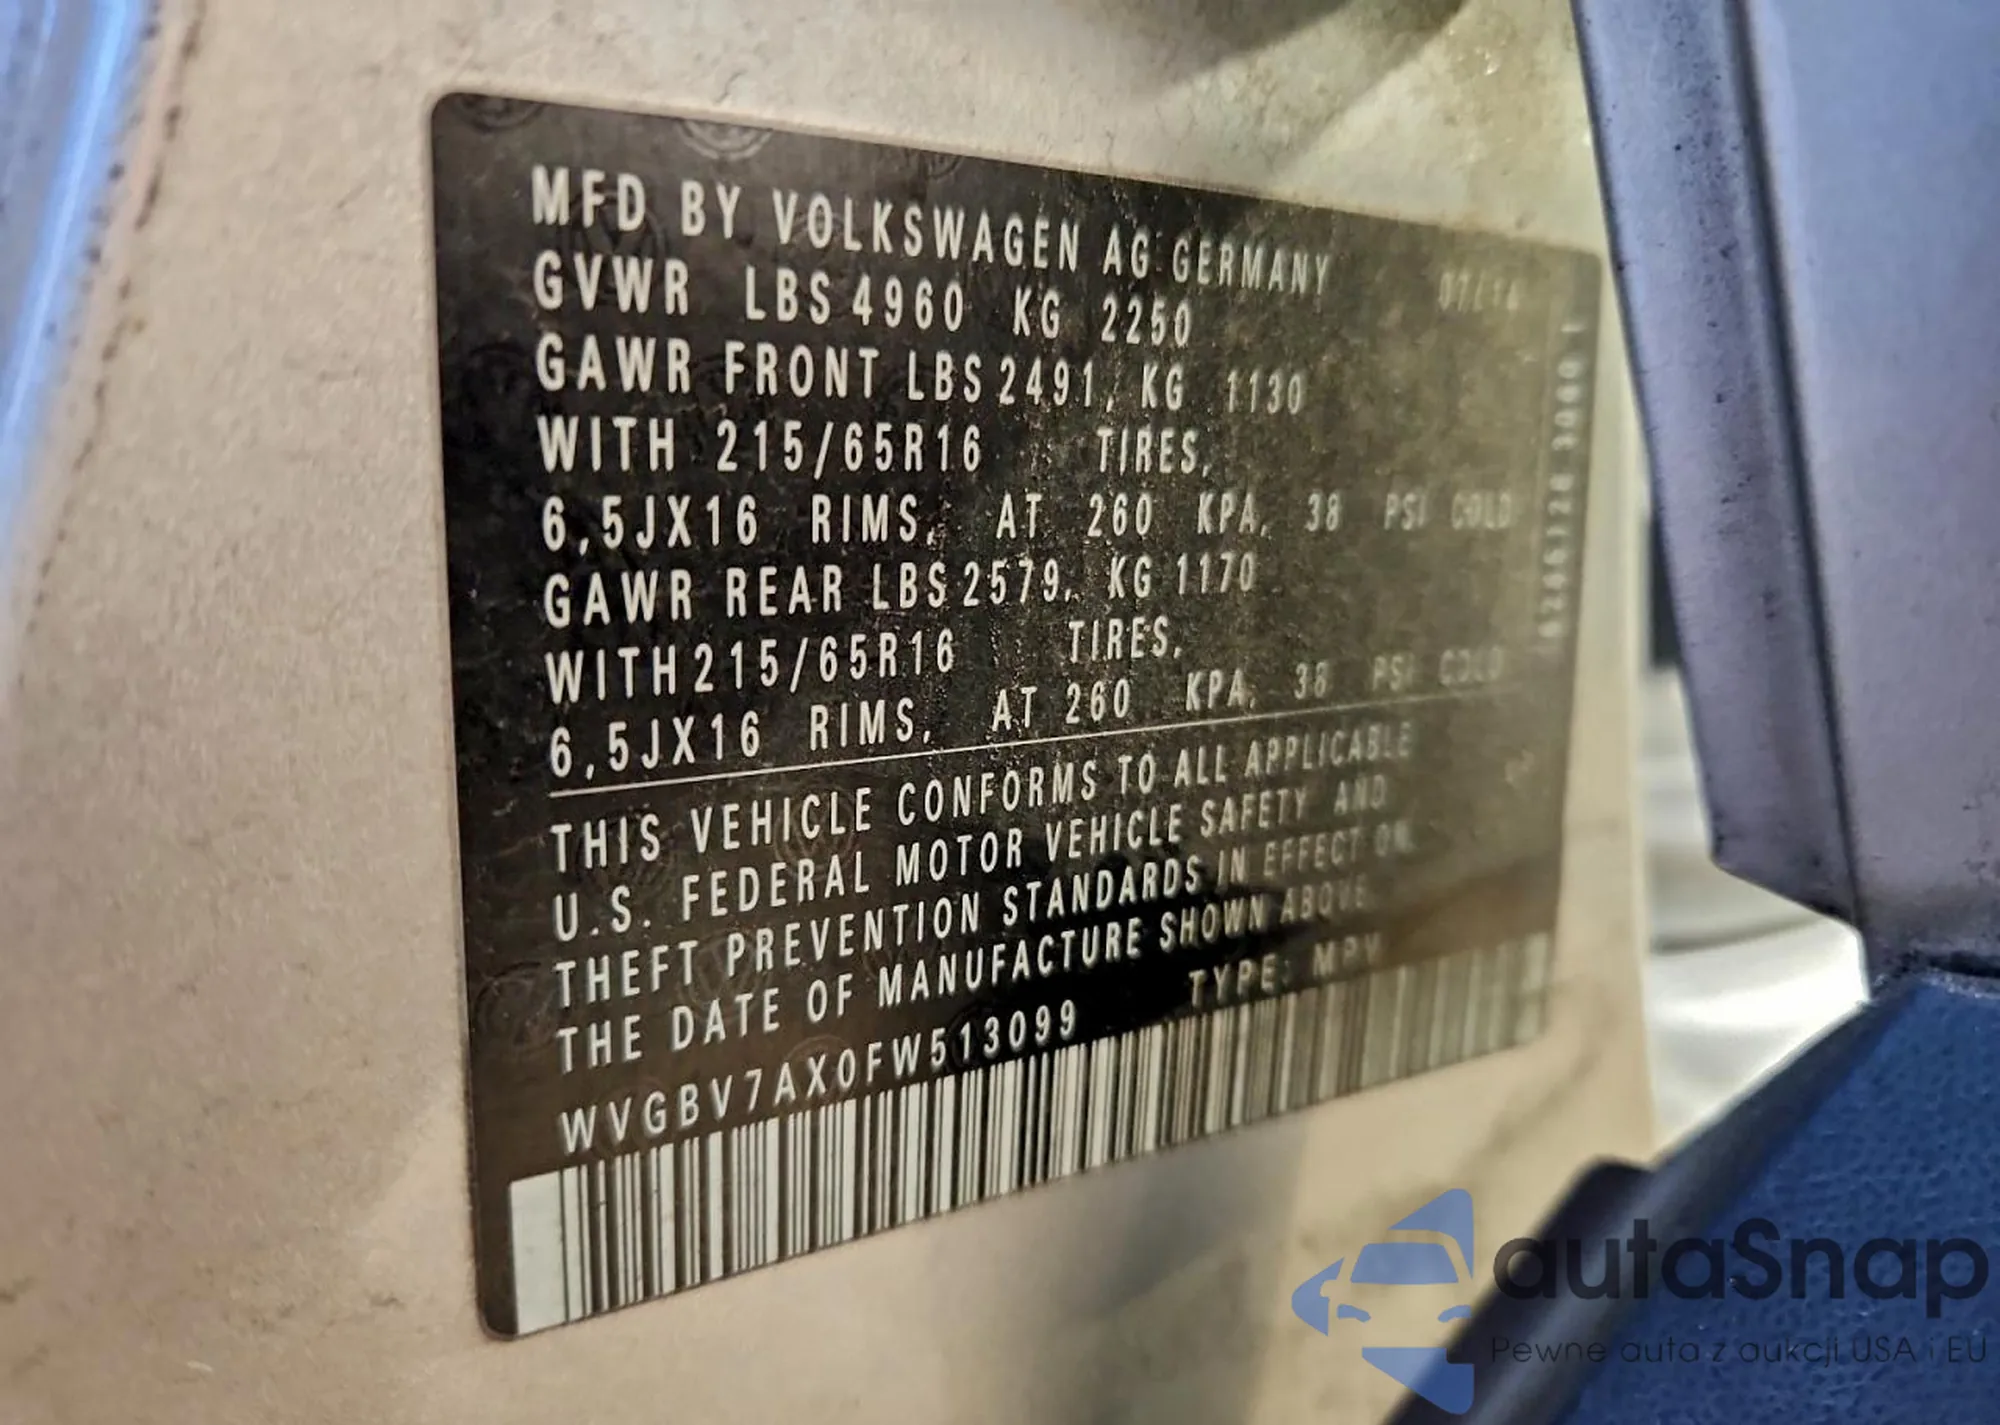 MFD BY VOLKSWAGEN AG GERMANY 07/14
GVWR LBS 4960 KG 2250
GAWR FRONT LBS 2491, KG 1130
WITH 215/65R16 TIRES,
6,5JX16 RIMS, AT 260 KPA, 38 PSI COLD
GAWR REAR LBS 2579, KG 1170
WITH 215/65R16 TIRES,
6,5JX16 RIMS, AT 260 KPA, 38 PSI COLD
THIS VEHICLE CONFORMS TO ALL APPLICABLE
U.S. FEDERAL MOTOR VEHICLE SAFETY AND
THEFT PREVENTION STANDARDS IN EFFECT ON
THE DATE OF MANUFACTURE SHOWN ABOVE.
WVGBV7AX0FW513099 TYPE: MPV
autaSnap
Pewne auta z aukcji USA i EU